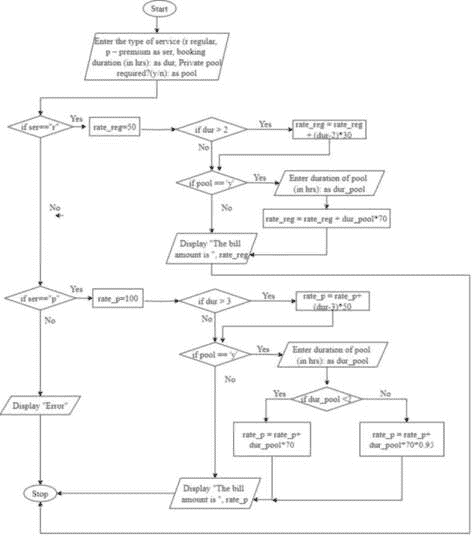 Start
Enter the type of service (r regular,
p – premium as ser, booking
duration (in hrs): as dur, Private pool
required?(y/n): as pool
if ser=="r"
Yes
rate_reg=50
if dur > 2
Yes
rate_reg = rate_reg
+ (dur-2)*30
No
if pool == 'y'
Yes
Enter duration of pool
(in hrs): as dur_pool
No
No
rate_reg = rate_reg + dur_pool*70
Display "The bill
amount is ", rate_reg
if ser=="p"
Yes
rate_p=100
if dur > 3
Yes
rate_p = rate_p+
(dur-3)*50
No
No
if pool == 'y'
Yes
Enter duration of pool
(in hrs): as dur_pool
No
Display "Error"
Yes
if dur_pool <2
No
rate_p = rate_p+
dur_pool*70
rate_p = rate_p+
dur_pool*70*0.95
Stop
Display "The bill
amount is ", rate_p